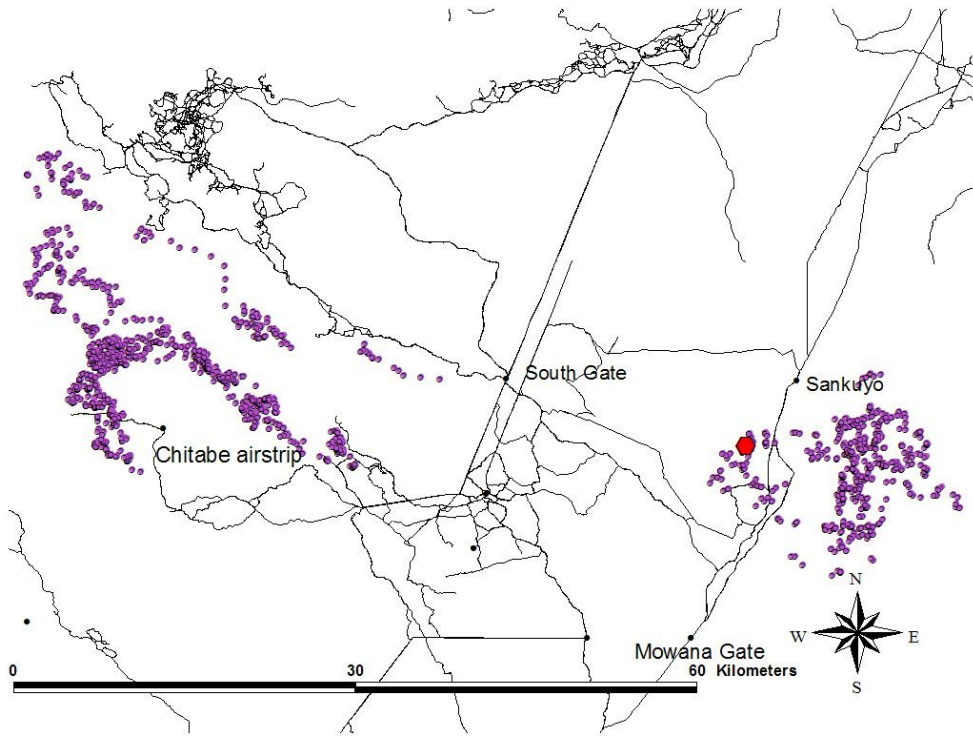 South Gate
Sankuyo
Chitabe airstrip
N
W E
S
Mowana Gate
0 30 60 Kilometers